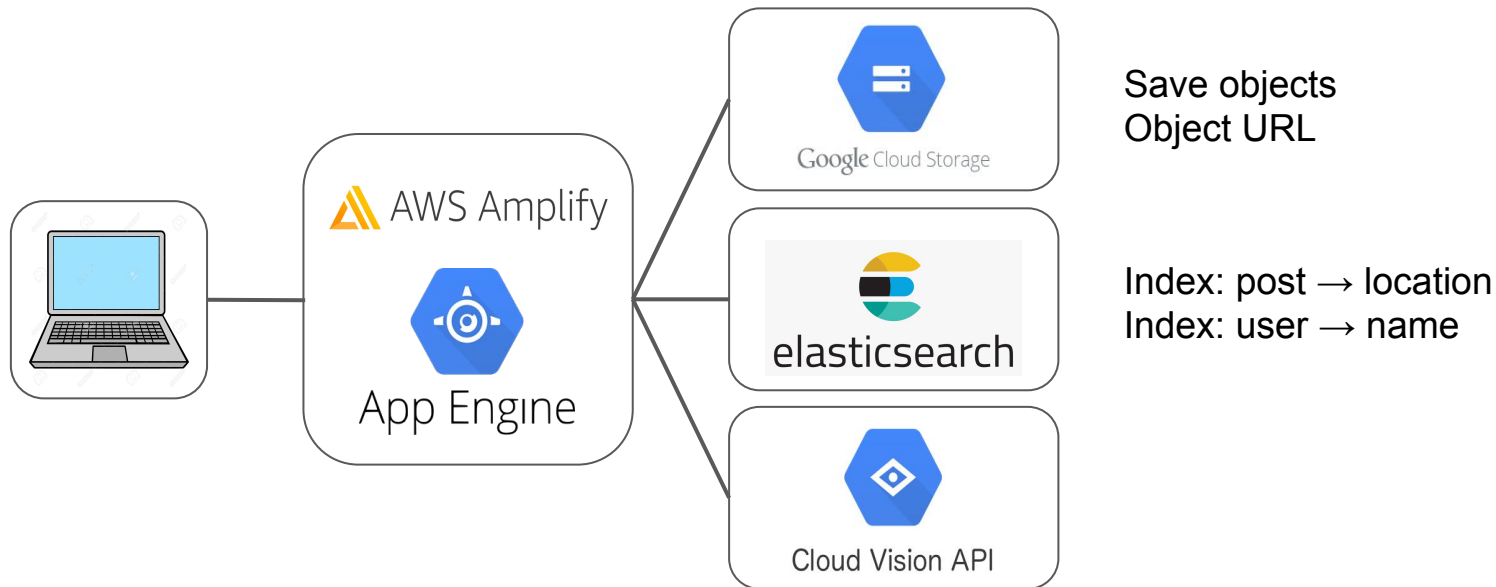 AWS Amplify
App Engine
Google Cloud Storage
Save objects
Object URL
elasticsearch
Index: post → location
Index: user → name
Cloud Vision API